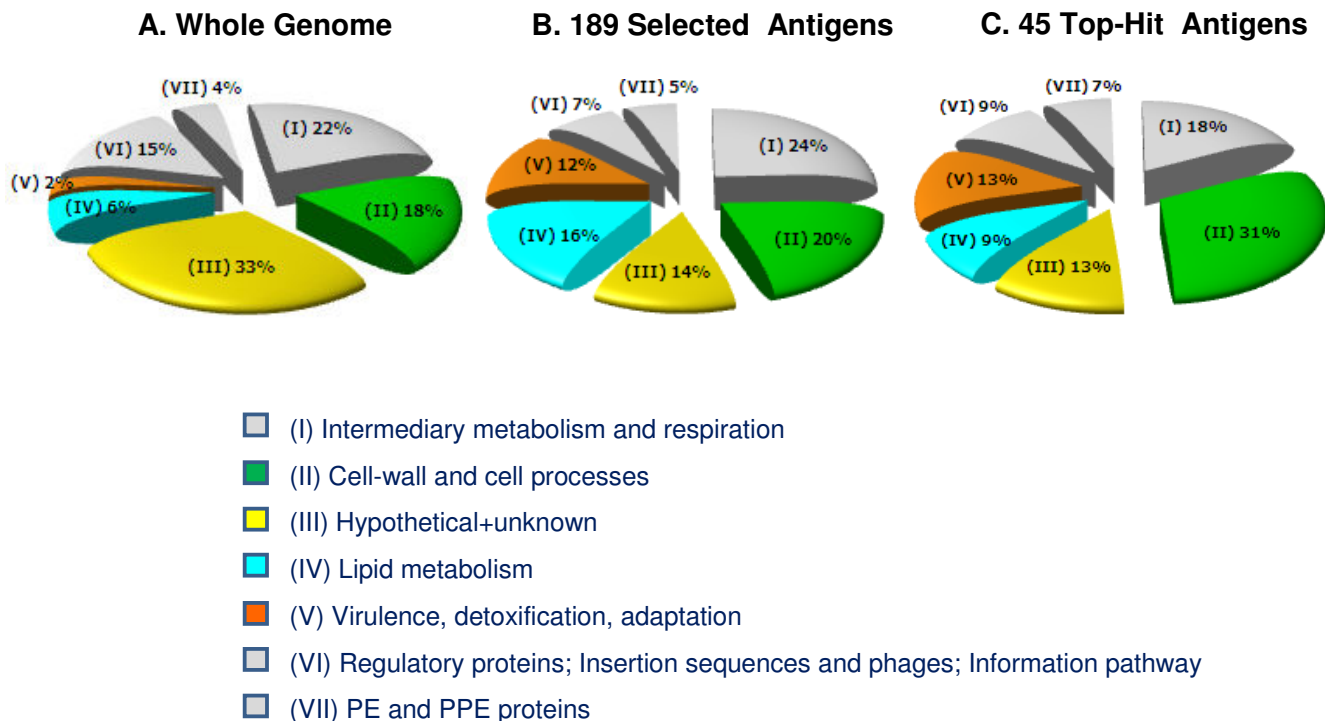 A. Whole Genome
B. 189 Selected Antigens
C. 45 Top-Hit Antigens
(VII) 4%
(I) 22%
(VI) 15%
(V) 2%
(IV) 6%
(II) 18%
(III) 33%
(VII) 5%
(VI) 7%
(I) 24%
(V) 12%
(IV) 16%
(II) 20%
(III) 14%
(VII) 7%
(VI) 9%
(I) 18%
(V) 13%
(IV) 9%
(II) 31%
(III) 13%
(I) Intermediary metabolism and respiration
(II) Cell-wall and cell processes
(III) Hypothetical+unknown
(IV) Lipid metabolism
(V) Virulence, detoxification, adaptation
(VI) Regulatory proteins; Insertion sequences and phages; Information pathway
(VII) PE and PPE proteins